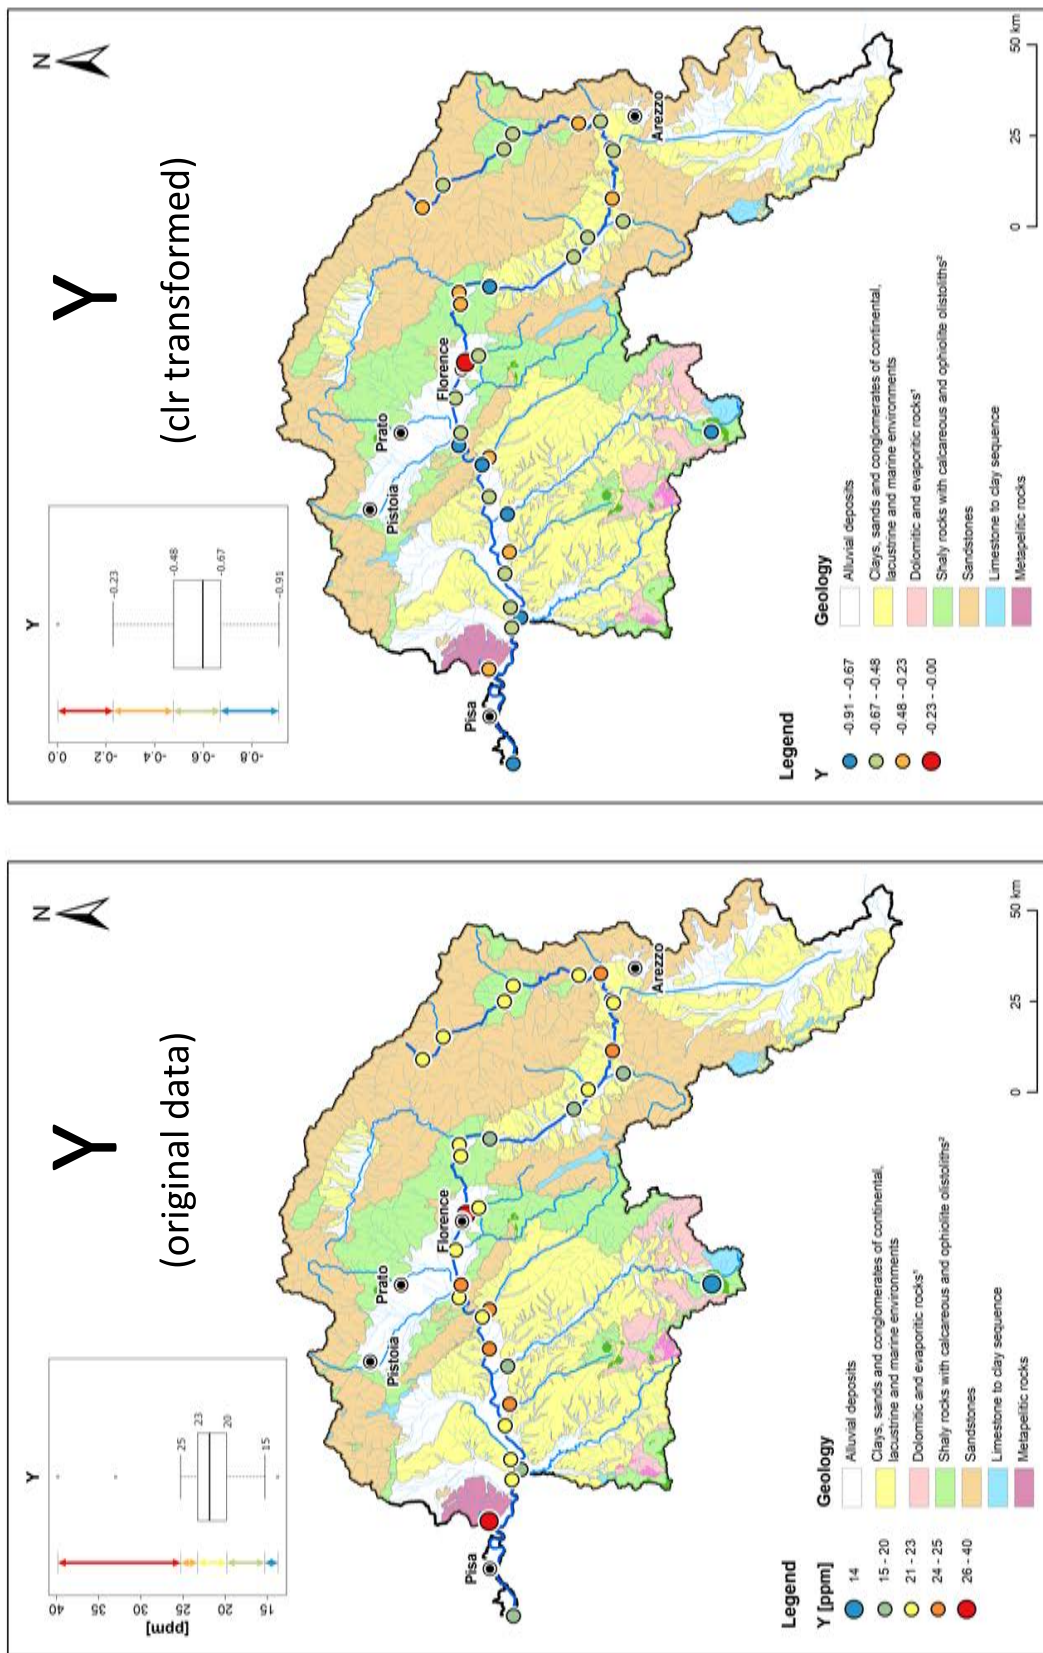 Y
(original data)
Y
40
35
30
25
20
15
[ppm]
25
23
20
15
N
Pistoia
Prato
Florence
Pisa
Arezzo
Legend
Y [ppm]
14
15 - 20
21 - 23
24 - 25
26 - 40
Geology
Alluvial deposits
Clays, sands and conglomerates of continental,
lacustrine and marine environments
Dolomitic and evaporitic rocks¹
Shaly rocks with calcareous and ophiolite olistoliths²
Sandstones
Limestone to clay sequence
Metapelitic rocks
0 25 50 km
Y
(clr transformed)
Y
0.0
-0.2
-0.4
-0.6
-0.8
-0.23
-0.48
-0.67
-0.91
N
Pistoia
Prato
Florence
Pisa
Arezzo
Legend
Y
-0.91 - -0.67
-0.67 - -0.48
-0.48 - -0.23
-0.23 - -0.00
Geology
Alluvial deposits
Clays, sands and conglomerates of continental,
lacustrine and marine environments
Dolomitic and evaporitic rocks¹
Shaly rocks with calcareous and ophiolite olistoliths²
Sandstones
Limestone to clay sequence
Metapelitic rocks
0 25 50 km